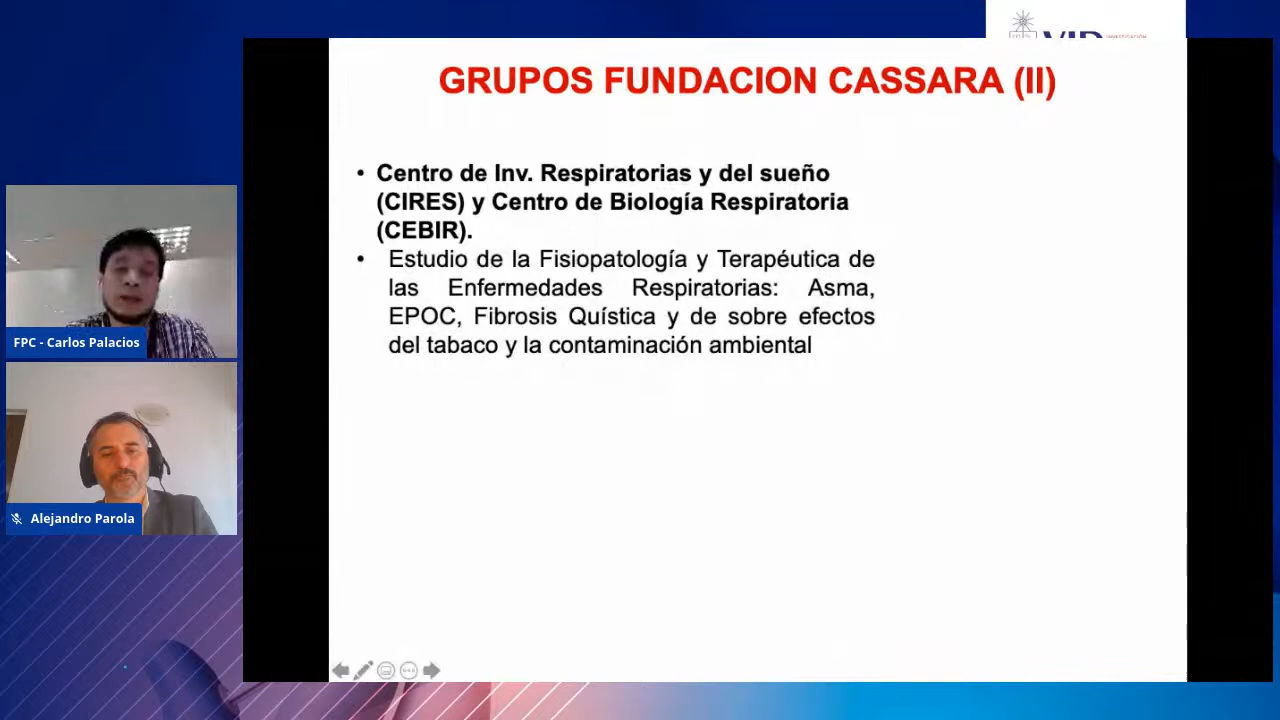 GRUPOS FUNDACION CASSARA (II)
• Centro de Inv. Respiratorias y del sueño
(CIRES) y Centro de Biología Respiratoria
(CEBIR).
• Estudio de la Fisiopatología y Terapéutica de
las Enfermedades Respiratorias: Asma,
EPOC, Fibrosis Quística y de sobre efectos
del tabaco y la contaminación ambiental
FPC - Carlos Palacios
Alejandro Parola